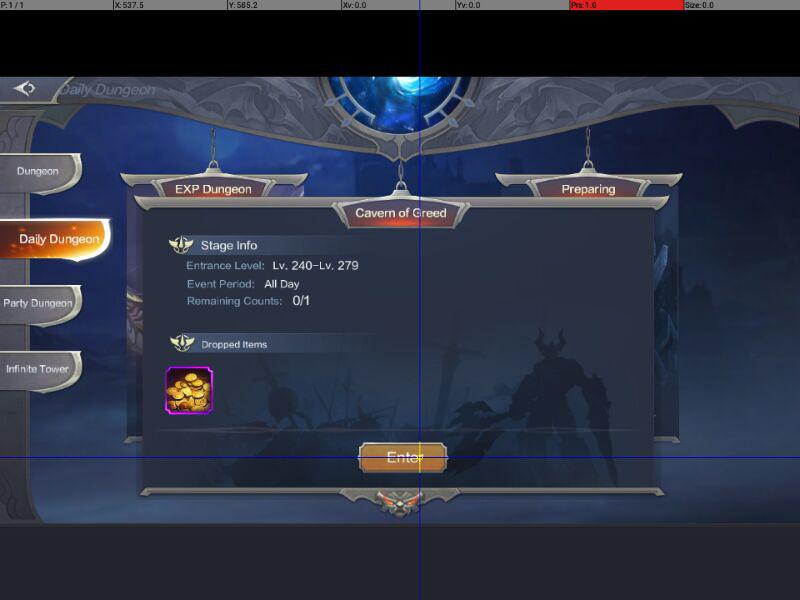 P: 1 / 1
X: 537.5
Y: 585.2
Xv: 0.0
Yv: 0.0
Prs: 1.0
Size: 0.0
Daily Dungeon
Dungeon
Daily Dungeon
Party Dungeon
Infinite Tower
EXP Dungeon
Cavern of Greed
Preparing
Stage Info
Entrance Level: Lv. 240-Lv. 279
Event Period: All Day
Remaining Counts: 0/1
Dropped Items
Enter